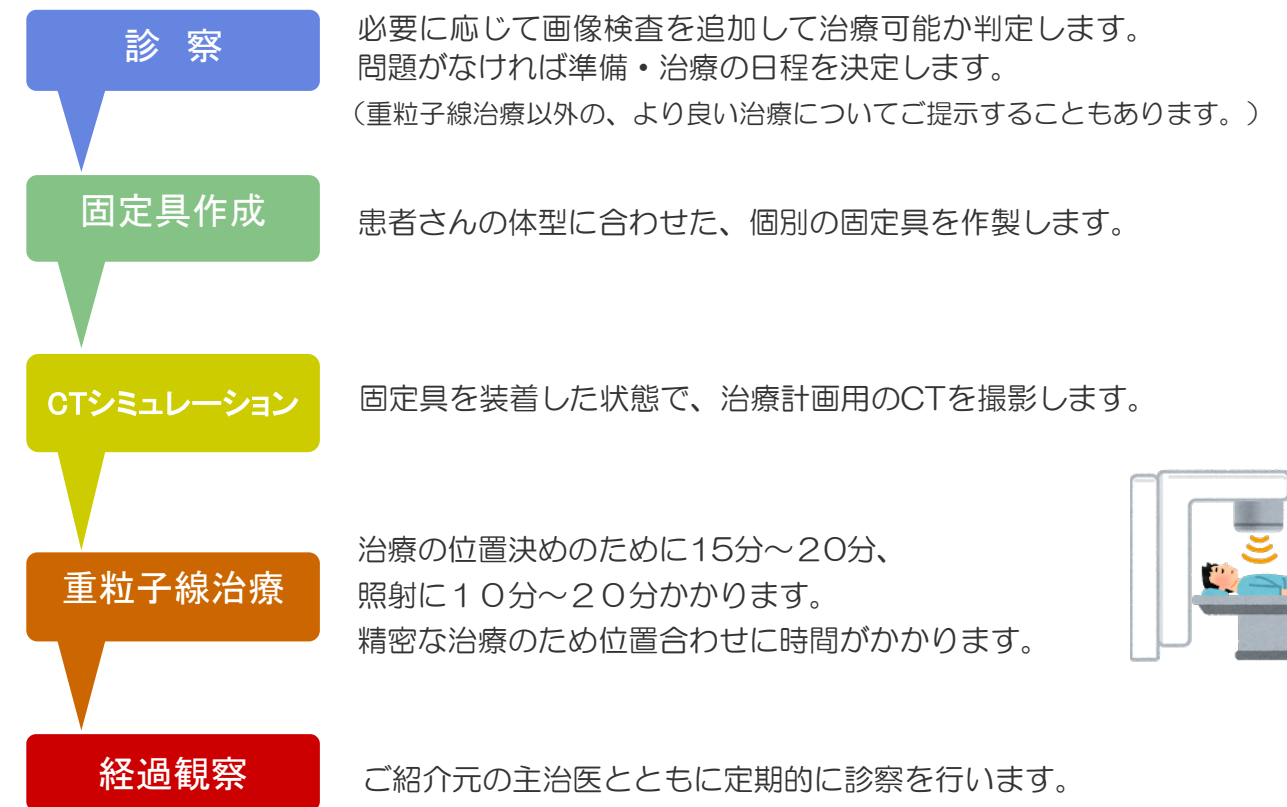 診 察
必要に応じて画像検査を追加して治療可能か判定します。
問題がなければ準備・治療の日程を決定します。
（重粒子線治療以外の、より良い治療についてご提示することもあります。）
固定具作成
患者さんの体型に合わせた、個別の固定具を作製します。
CTシミュレーション
固定具を装着した状態で、治療計画用のCTを撮影します。
重粒子線治療
治療の位置決めのために15分～２０分、
照射に１０分～２０分かかります。
精密な治療のため位置合わせに時間がかかります。
経過観察
ご紹介元の主治医とともに定期的に診察を行います。